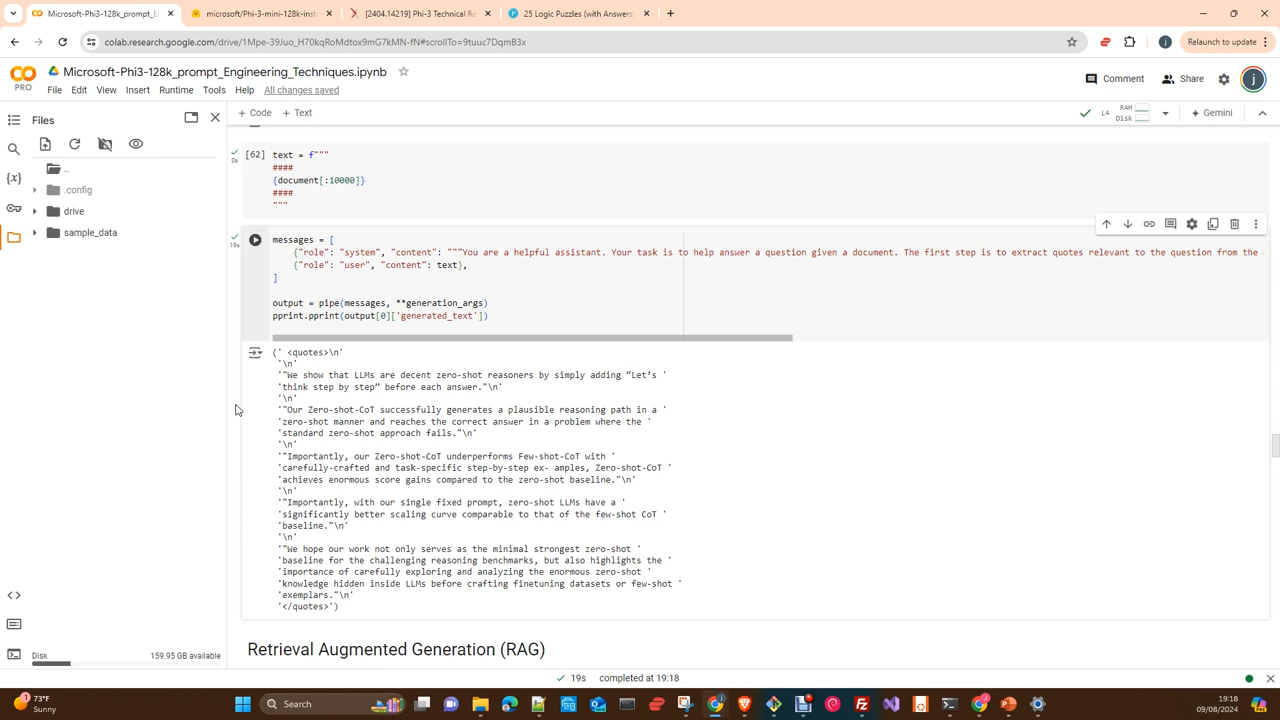 Microsoft-Phi3-128k_prompt_E
microsoft/Phi-3-mini-128k-inst
[2404.14219] Phi-3 Technical Re
25 Logic Puzzles (with Answers)
colab.research.google.com/drive/1Mpe-39Juo_H70kqRoMdtox9mG7kMN-fN#scrollTo=9tuuc7DqmB3x
Relaunch to update
Microsoft-Phi3-128k_prompt_Engineering_Techniques.ipynb
PRO
File Edit View Insert Runtime Tools Help All changes saved
Comment
Share
j
Files
+ Code + Text
L4
RAM
Disk
Gemini
..
.config
drive
sample_data
[62]
0s
text = f"""
####
{document[:10000]}
####
"""
19s
messages = [
{"role": "system", "content": """You are a helpful assistant. Your task is to help answer a question given a document. The first step is to extract quotes relevant to the question from the
{"role": "user", "content": text},
]
output = pipe(messages, **generation_args)
pprint.pprint(output[0]['generated_text'])
(' <quotes>\n'
'\n'
'"We show that LLMs are decent zero-shot reasoners by simply adding “Let’s '
'think step by step” before each answer."\n'
'\n'
'"Our Zero-shot-CoT successfully generates a plausible reasoning path in a '
'zero-shot manner and reaches the correct answer in a problem where the '
'standard zero-shot approach fails."\n'
'\n'
'"Importantly, our Zero-shot-CoT underperforms Few-shot-CoT with '
'carefully-crafted and task-specific step-by-step ex- amples, Zero-shot-CoT '
'achieves enormous score gains compared to the zero-shot baseline."\n'
'\n'
'"Importantly, with our single fixed prompt, zero-shot LLMs have a '
'significantly better scaling curve comparable to that of the few-shot CoT '
'baseline."\n'
'\n'
'"We hope our work not only serves as the minimal strongest zero-shot '
'baseline for the challenging reasoning benchmarks, but also highlights the '
'importance of carefully exploring and analyzing the enormous zero-shot '
'knowledge hidden inside LLMs before crafting finetuning datasets or few-shot '
'exemplars."\n'
'</quotes>')
Retrieval Augmented Generation (RAG)
Disk
159.95 GB available
19s completed at 19:18
73°F
Sunny
Search
19:18
09/08/2024